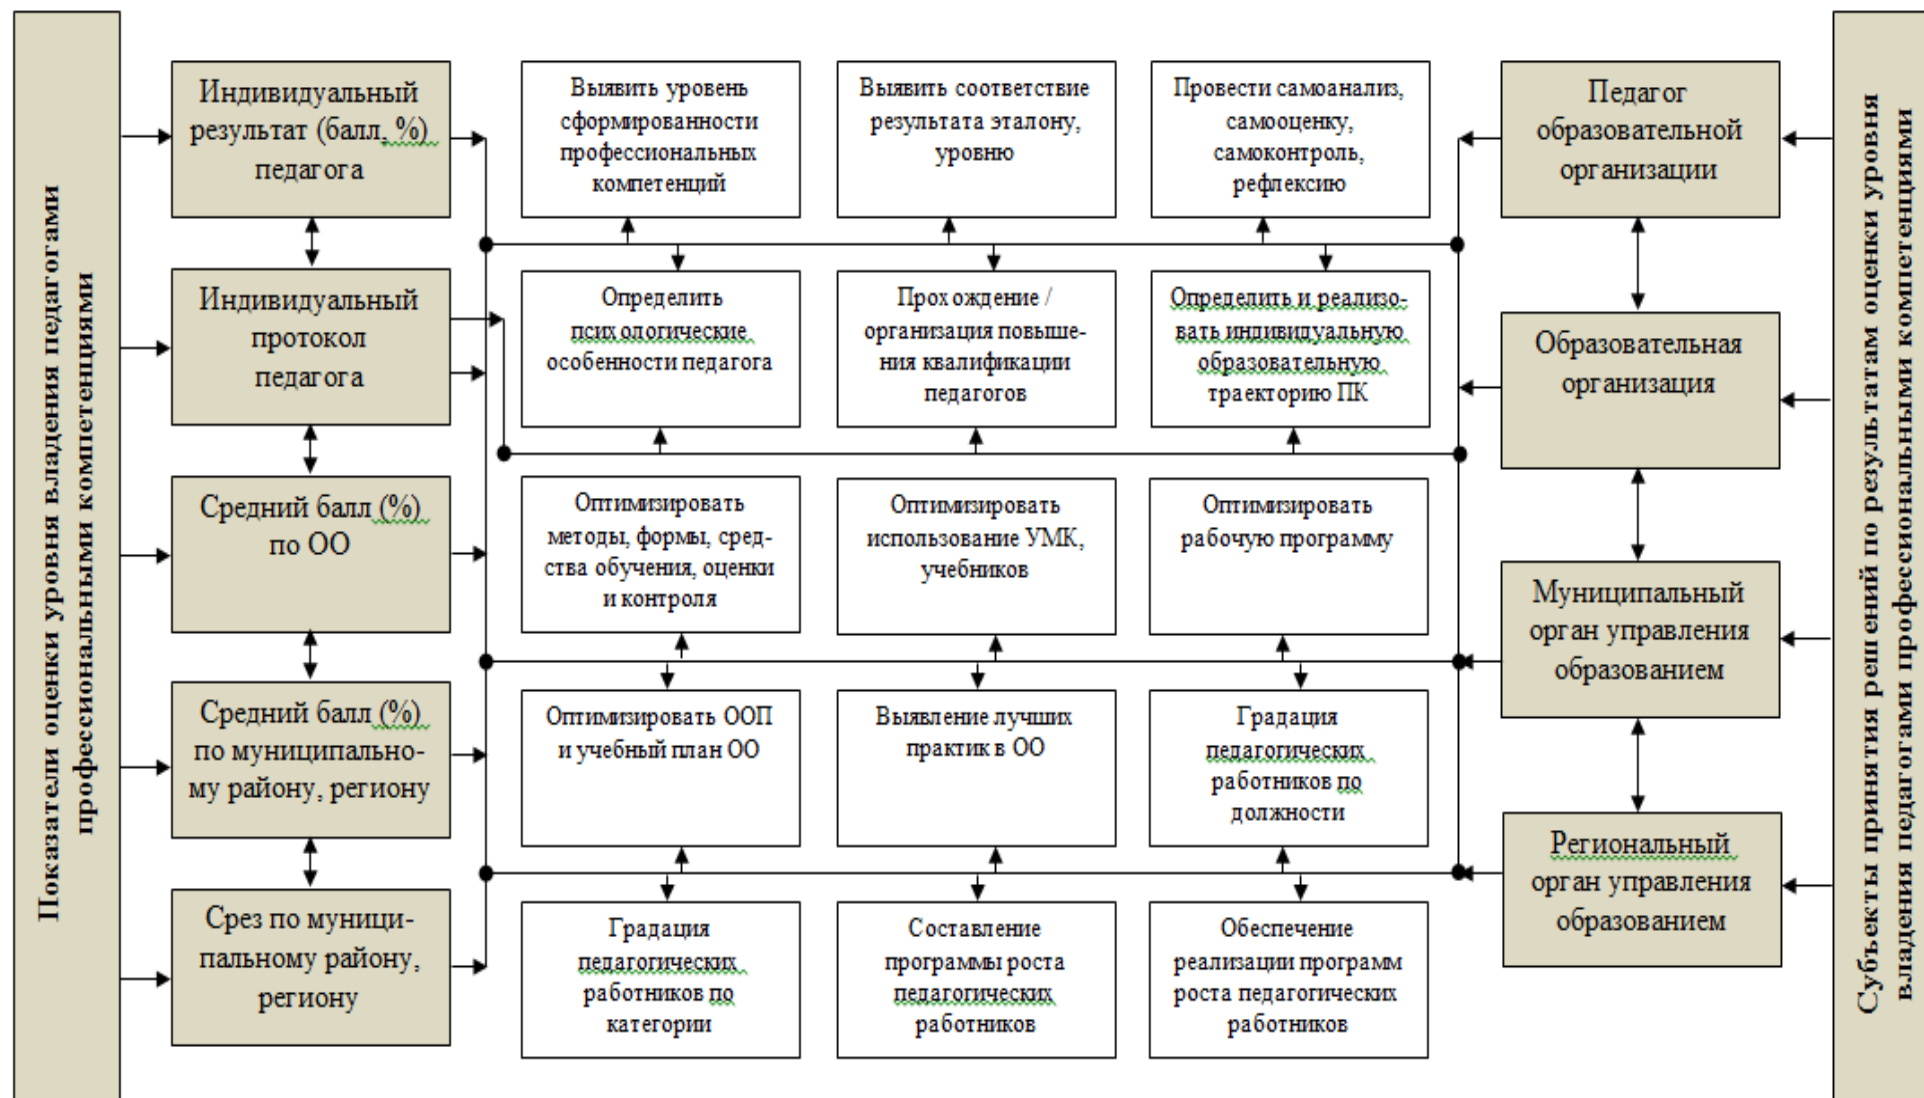 Показатели оценки уровня владения педагогами
профессиональными компетенциями
Индивидуальный
результат (балл, %)
педагога
Индивидуальный
протокол
педагога
Средний балл (%)
по ОО
Средний балл (%)
по муниципально-
му району, региону
Срез по муници-
пальному району,
региону
Выявить уровень
сформированности
профессиональных
компетенций
Выявить соответствие
результата эталону,
уровню
Провести самоанализ,
самооценку,
самоконтроль,
рефлексию
Определить
психологические
особенности педагога
Прохождение /
организация повыше-
ния квалификации
педагогов
Определить и реализо-
вать индивидуальную
образовательную
траекторию ПК
Оптимизировать
методы, формы, сред-
ства обучения, оценки
и контроля
Оптимизировать
использование УМК,
учебников
Оптимизировать
рабочую программу
Оптимизировать ООП
и учебный план ОО
Выявление лучших
практик в ОО
Градация
педагогических
работников по
должности
Градация
педагогических
работников по
категории
Составление
программы роста
педагогических
работников
Обеспечение
реализации программ
роста педагогических
работников
Педагог
образовательной
организации
Образовательная
организация
Муниципальный
орган управления
образованием
Региональный
орган управления
образованием
Субъекты принятия решений по результатам оценки уровня
владения педагогами профессиональными компетенциями